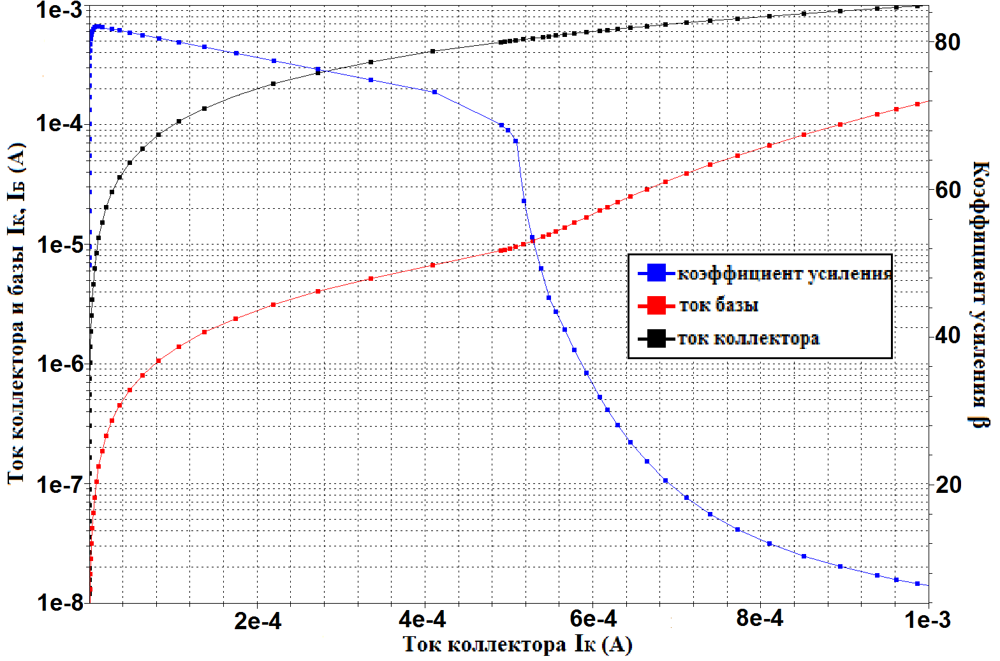 1e-3
1e-4
1e-5
1e-6
1e-7
1e-8
Ток коллектора и базы Iк, Iб (А)
80
60
40
20
Коэффициент усиления β
коэффициент усиления
ток базы
ток коллектора
2e-4
4e-4
6e-4
8e-4
1e-3
Ток коллектора Iк (А)